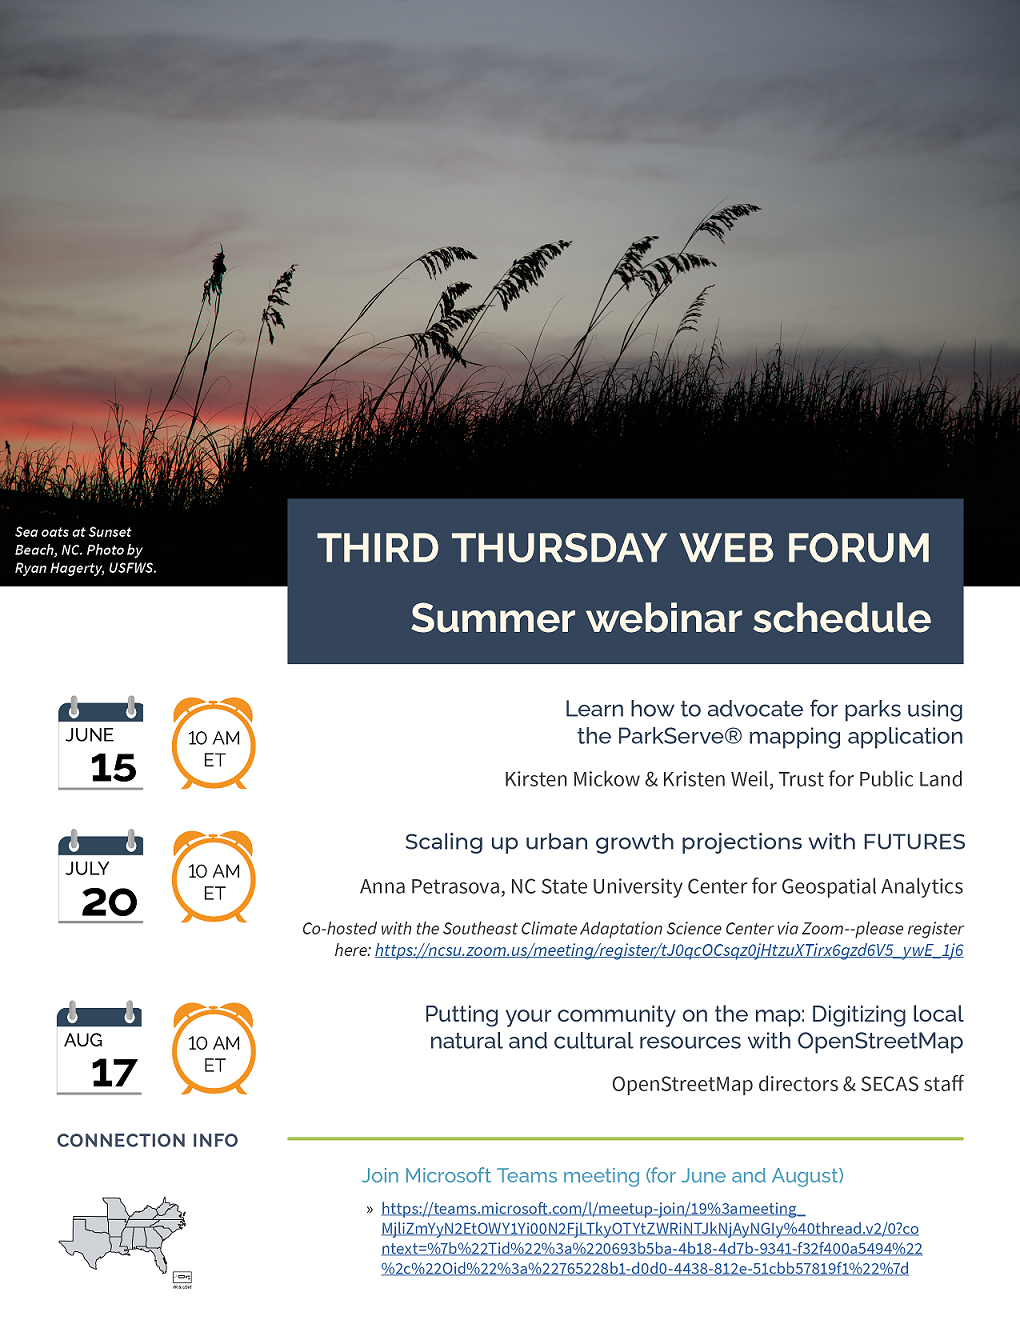 Sea oats at Sunset
Beach, NC. Photo by
Ryan Hagerty, USFWS.
THIRD THURSDAY WEB FORUM
Summer webinar schedule
JUNE
15
10 AM
ET
Learn how to advocate for parks using
the ParkServe® mapping application
Kirsten Mickow & Kristen Weil, Trust for Public Land
JULY
20
10 AM
ET
Scaling up urban growth projections with FUTURES
Anna Petrasova, NC State University Center for Geospatial Analytics
Co-hosted with the Southeast Climate Adaptation Science Center via Zoom--please register
here: https://ncsu.zoom.us/meeting/register/tJ0qcOCsqz0jHtzuXTirx6gzd6V5_ywE_1j6
AUG
17
10 AM
ET
Putting your community on the map: Digitizing local
natural and cultural resources with OpenStreetMap
OpenStreetMap directors & SECAS staff
CONNECTION INFO
Join Microsoft Teams meeting (for June and August)
» https://teams.microsoft.com/l/meetup-join/19%3ameeting_
MjliZmYyN2EtOWY1Yi00N2FjLTkyOTYtZWRiNTJkNjAyNGIy%40thread.v2/0?co
ntext=%7b%22Tid%22%3a%220693b5ba-4b18-4d7b-9341-f32f400a5494%22
%2c%22Oid%22%3a%22765228b1-d0d0-4438-812e-51cbb57819f1%22%7d
PR & USVI